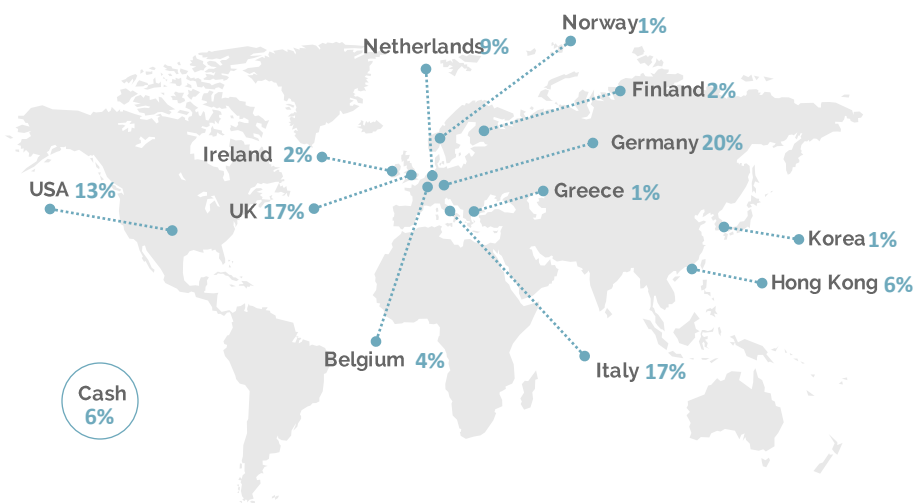 Norway 1%
Netherlands 9%
Finland 2%
Germany 20%
Ireland 2%
USA 13%
UK 17%
Greece 1%
Korea 1%
Hong Kong 6%
Belgium 4%
Italy 17%
Cash
6%